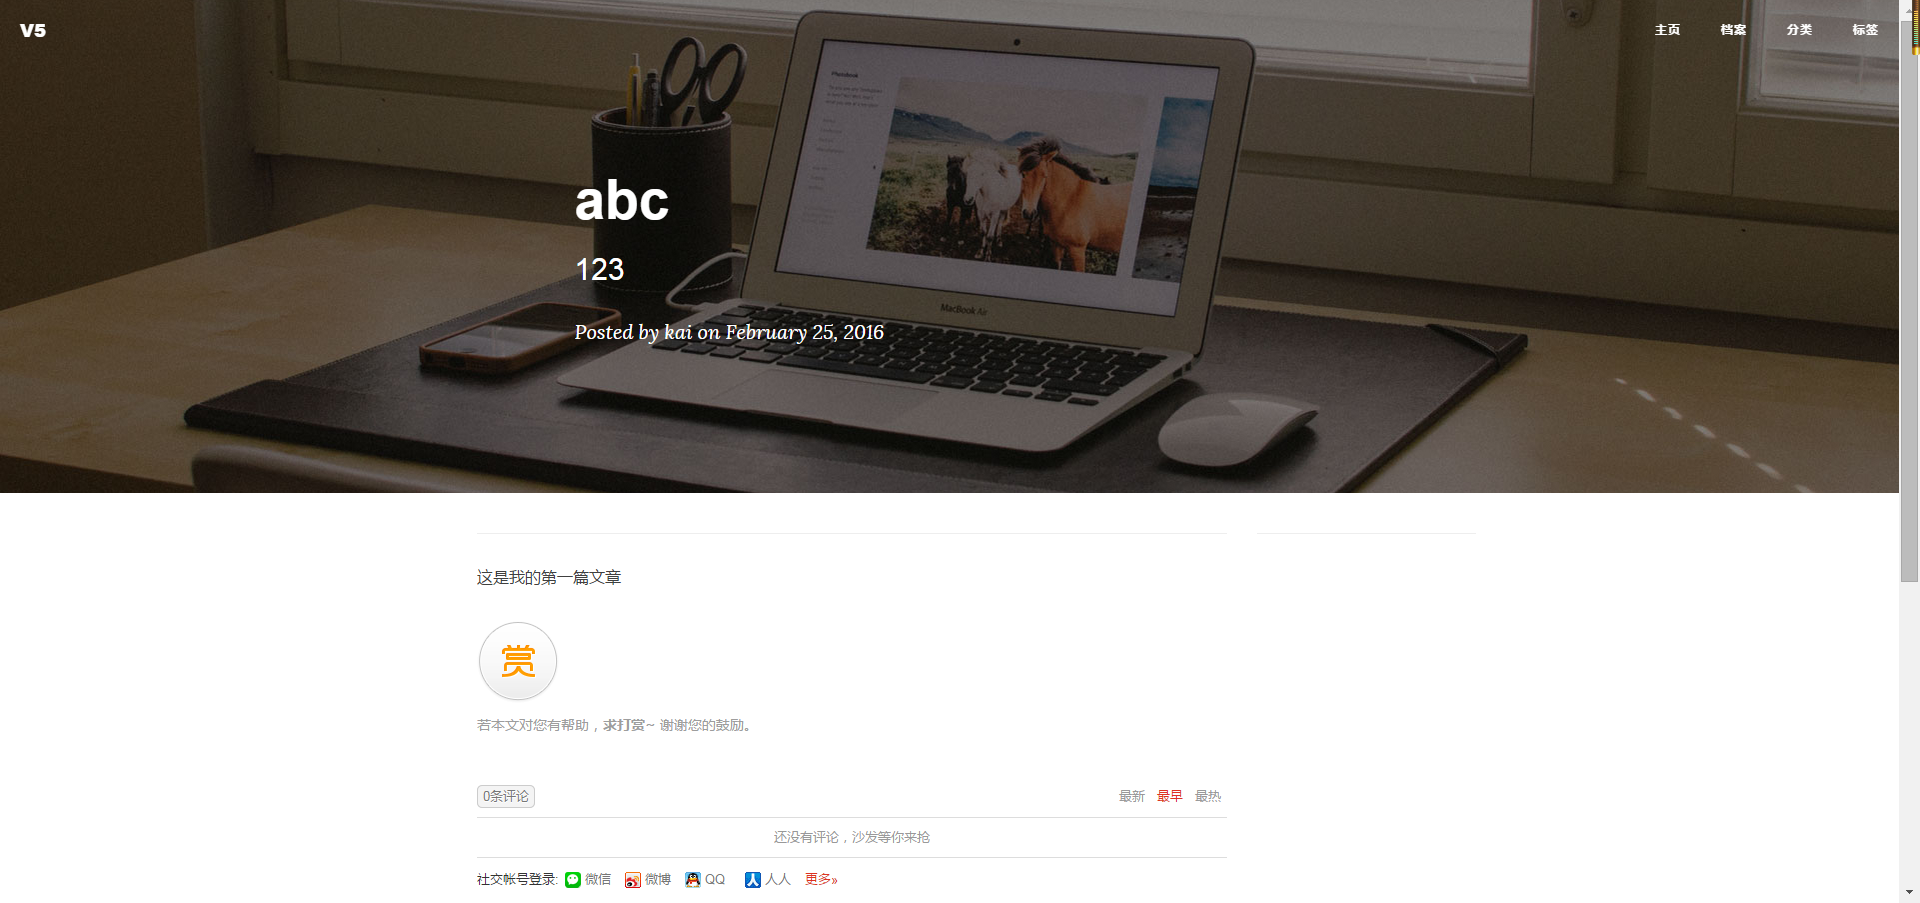 V5
主页 档案 分类 标签
Photobook
MacBook Air
abc
123
Posted by kai on February 25, 2016
这是我的第一篇文章
赏
若本文对您有帮助，求打赏~ 谢谢您的鼓励。
0条评论
最新 最早 最热
还没有评论，沙发等你来抢
社交帐号登录: 微信 微博 QQ 人人 更多»